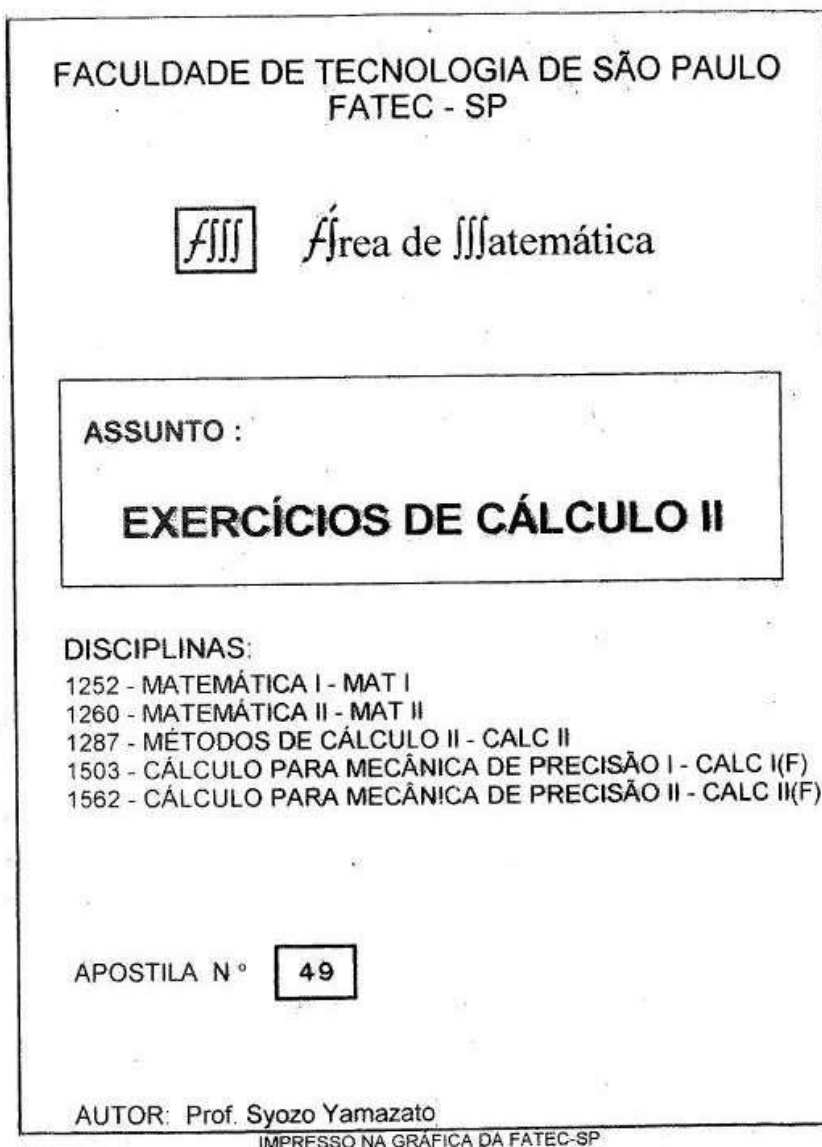 FACULDADE DE TECNOLOGIA DE SÃO PAULO
FATEC - SP
f∫∫∫ Área de ∭atemática
ASSUNTO :
EXERCÍCIOS DE CÁLCULO II
DISCIPLINAS:
1252 - MATEMÁTICA I - MAT I
1260 - MATEMÁTICA II - MAT II
1287 - MÉTODOS DE CÁLCULO II - CALC II
1503 - CÁLCULO PARA MECÂNICA DE PRECISÃO I - CALC I(F)
1562 - CÁLCULO PARA MECÂNICA DE PRECISÃO II - CALC II(F)
APOSTILA N º 49
AUTOR: Prof. Syozo Yamazato
IMPRESSO NA GRÁFICA DA FATEC-SP